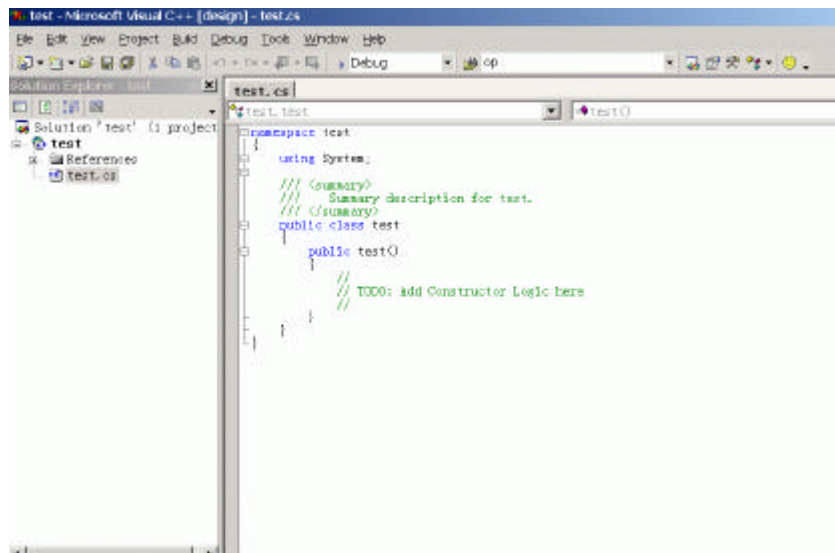 test - Microsoft Visual C++ [design] - test.cs
File Edit View Project Build Debug Tools Window Help
Debug op
Solution Explorer - test
test.cs
test.test test()
Solution 'test' (1 project
test
References
test.cs
namespace test
{
using System;
/// <summary>
/// Summary description for test.
/// </summary>
public class test
{
public test()
{
//
// TODO: Add Constructor Logic here
//
}
}
}